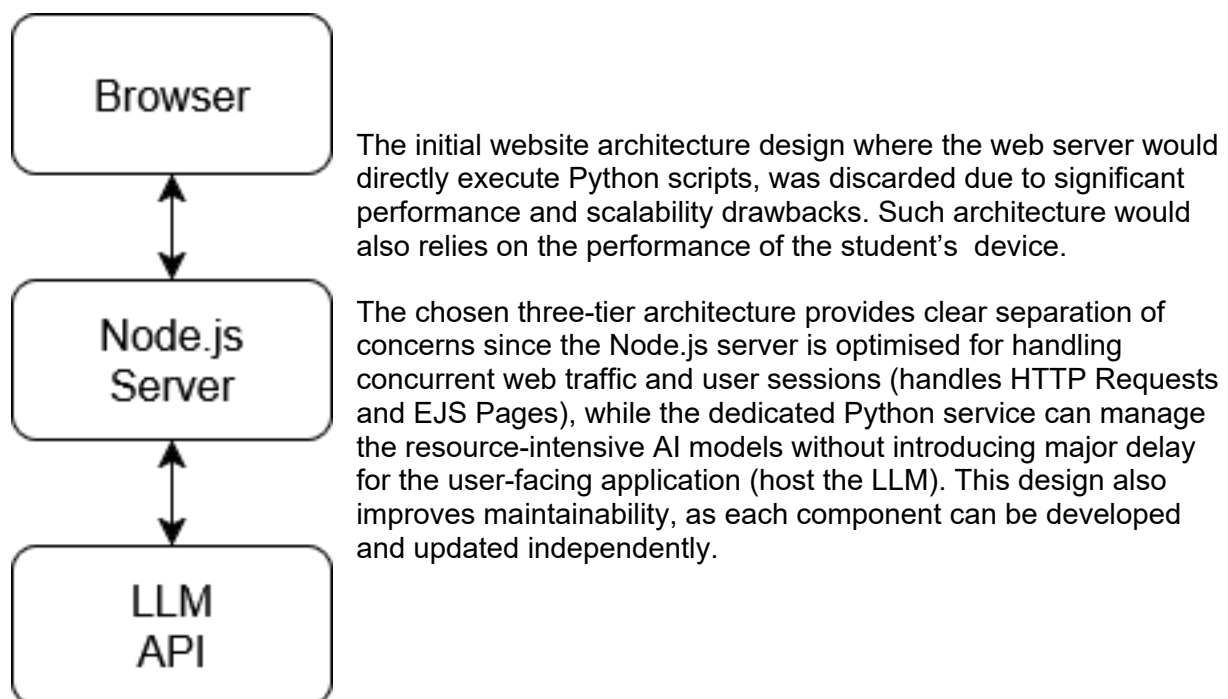 Browser
Node.js
Server
LLM
API
The initial website architecture design where the web server would
directly execute Python scripts, was discarded due to significant
performance and scalability drawbacks. Such architecture would
also relies on the performance of the student’s  device.
The chosen three-tier architecture provides clear separation of
concerns since the Node.js server is optimised for handling
concurrent web traffic and user sessions (handles HTTP Requests
and EJS Pages), while the dedicated Python service can manage
the resource-intensive AI models without introducing major delay
for the user-facing application (host the LLM). This design also
improves maintainability, as each component can be developed
and updated independently.